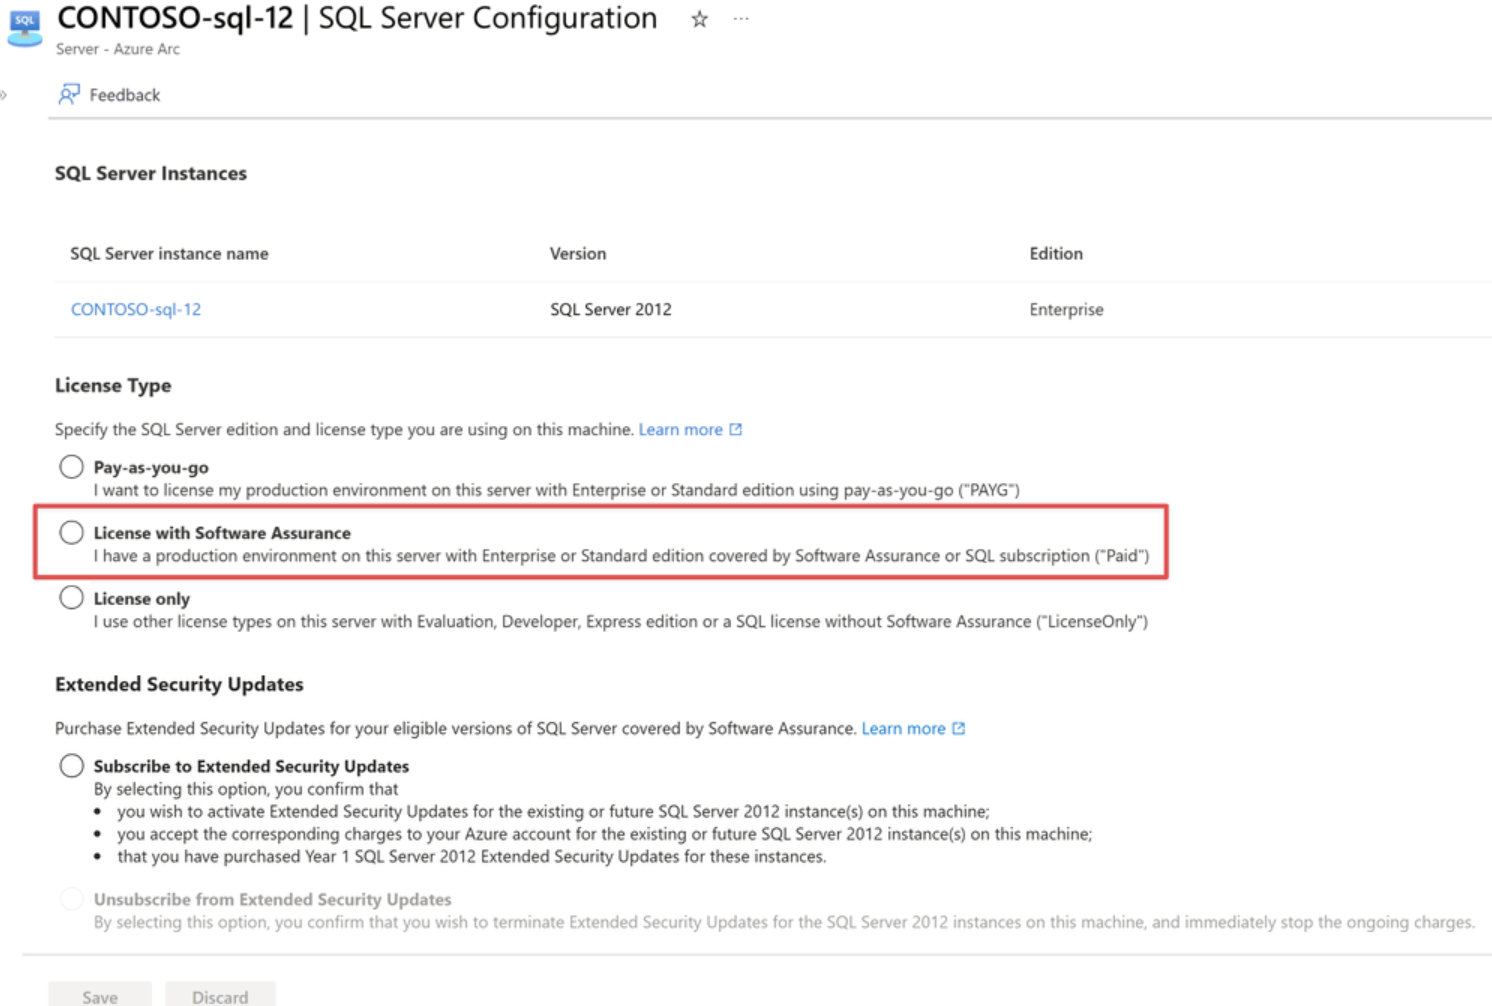 SQL
CONTOSO-sql-12 | SQL Server Configuration
Server - Azure Arc
Feedback
SQL Server Instances
SQL Server instance name Version Edition
CONTOSO-sql-12 SQL Server 2012 Enterprise
License Type
Specify the SQL Server edition and license type you are using on this machine. Learn more
Pay-as-you-go
I want to license my production environment on this server with Enterprise or Standard edition using pay-as-you-go ("PAYG")
License with Software Assurance
I have a production environment on this server with Enterprise or Standard edition covered by Software Assurance or SQL subscription ("Paid")
License only
I use other license types on this server with Evaluation, Developer, Express edition or a SQL license without Software Assurance ("LicenseOnly")
Extended Security Updates
Purchase Extended Security Updates for your eligible versions of SQL Server covered by Software Assurance. Learn more
Subscribe to Extended Security Updates
By selecting this option, you confirm that
• you wish to activate Extended Security Updates for the existing or future SQL Server 2012 instance(s) on this machine;
• you accept the corresponding charges to your Azure account for the existing or future SQL Server 2012 instance(s) on this machine;
• that you have purchased Year 1 SQL Server 2012 Extended Security Updates for these instances.
Unsubscribe from Extended Security Updates
By selecting this option, you confirm that you wish to terminate Extended Security Updates for the SQL Server 2012 instances on this machine, and immediately stop the ongoing charges.
Save Discard